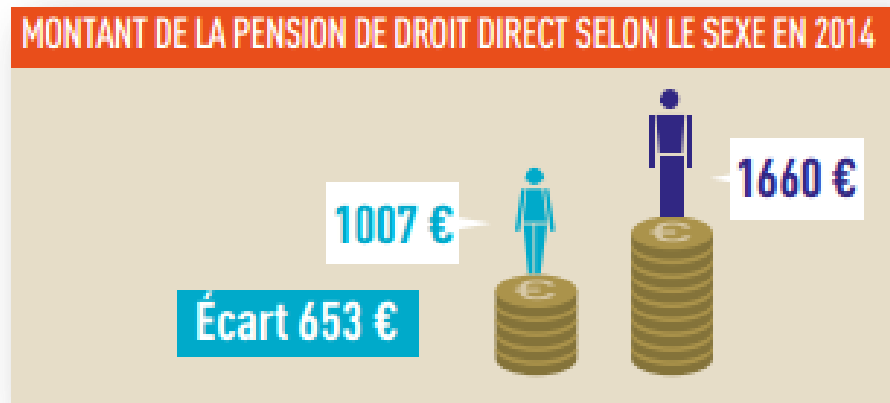 MONTANT DE LA PENSION DE DROIT DIRECT SELON LE SEXE EN 2014
1660 €
1007 €
€
€
Écart 653 €